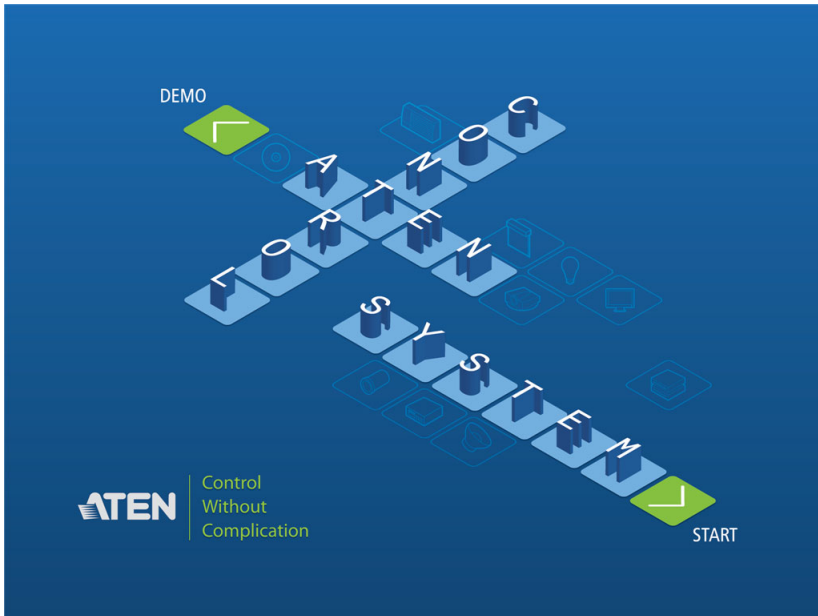 DEMO
CONTROL
ATEN
SYSTEM
ATEN
Control
Without
Complication
START